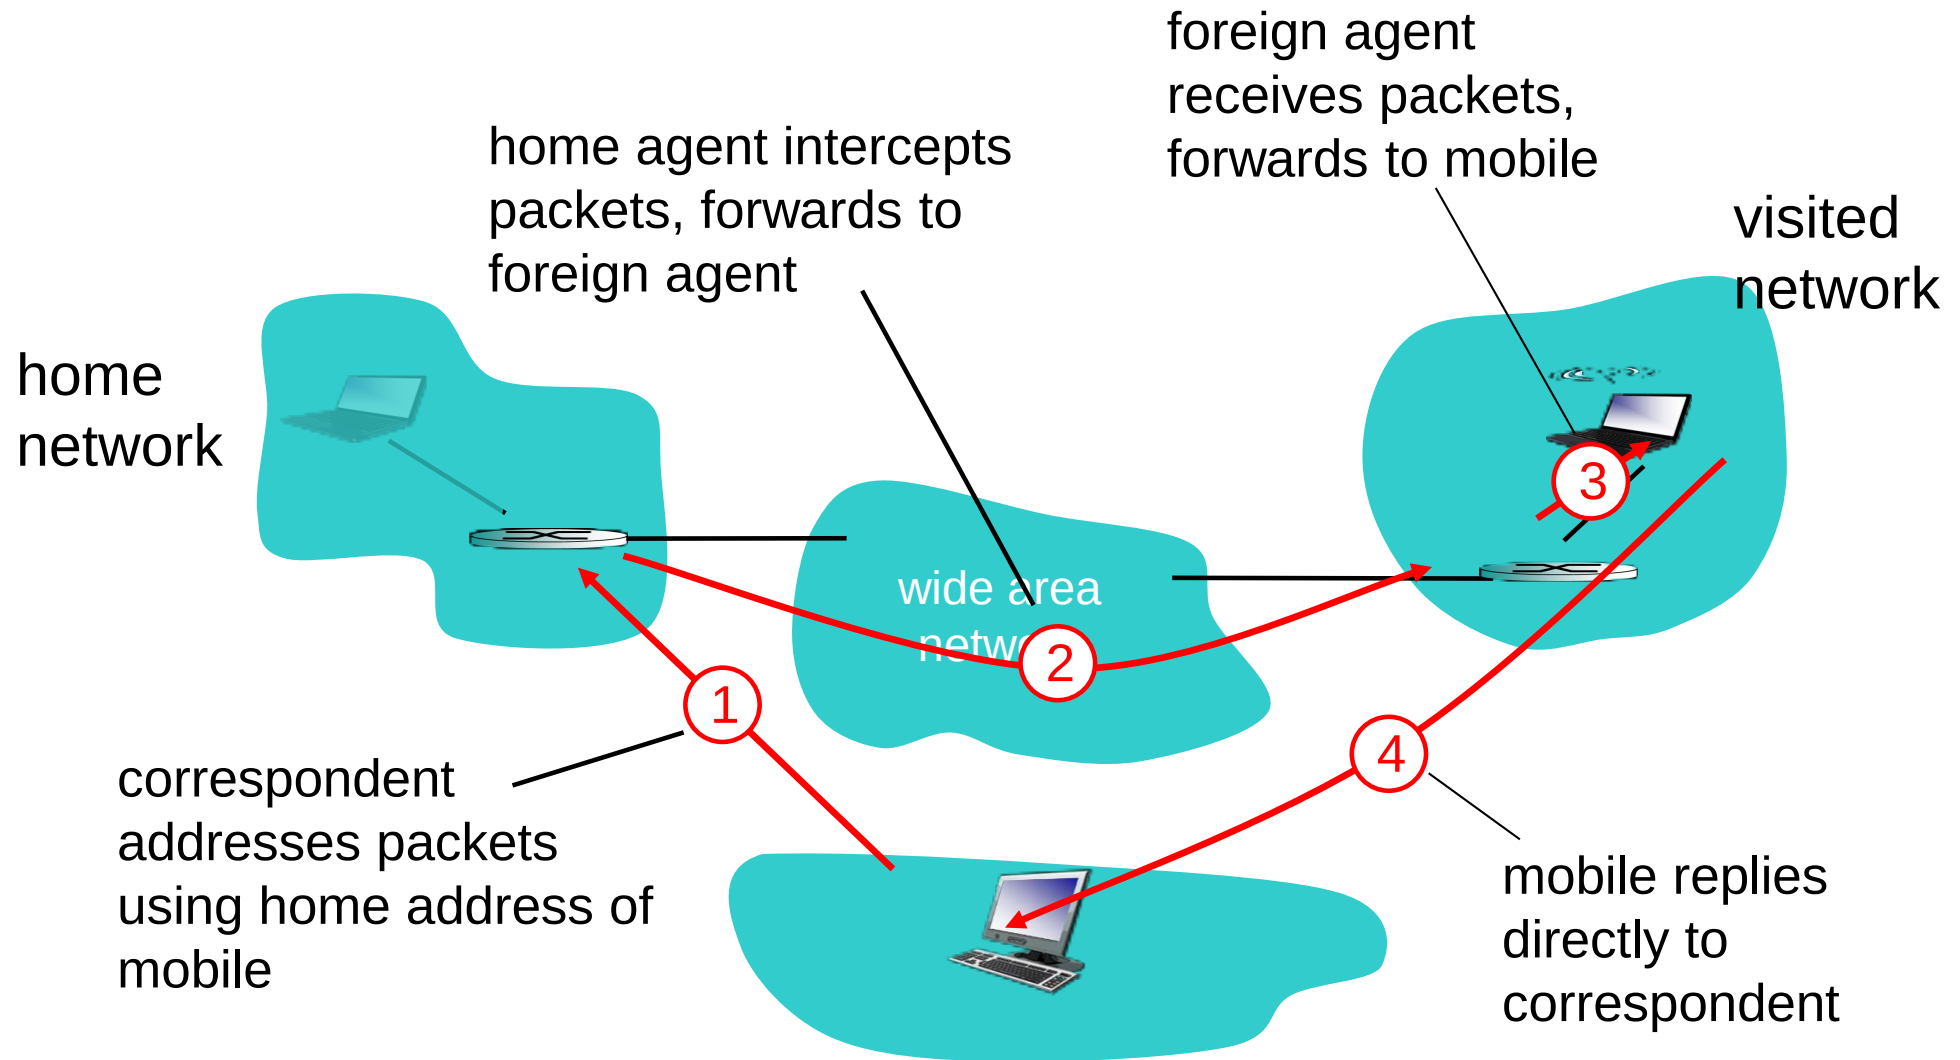 foreign agent
receives packets,
forwards to mobile
home agent intercepts
packets, forwards to
foreign agent
visited
network
home
network
wide area
3
2
1
4
correspondent
addresses packets
using home address of
mobile
mobile replies
directly to
correspondent